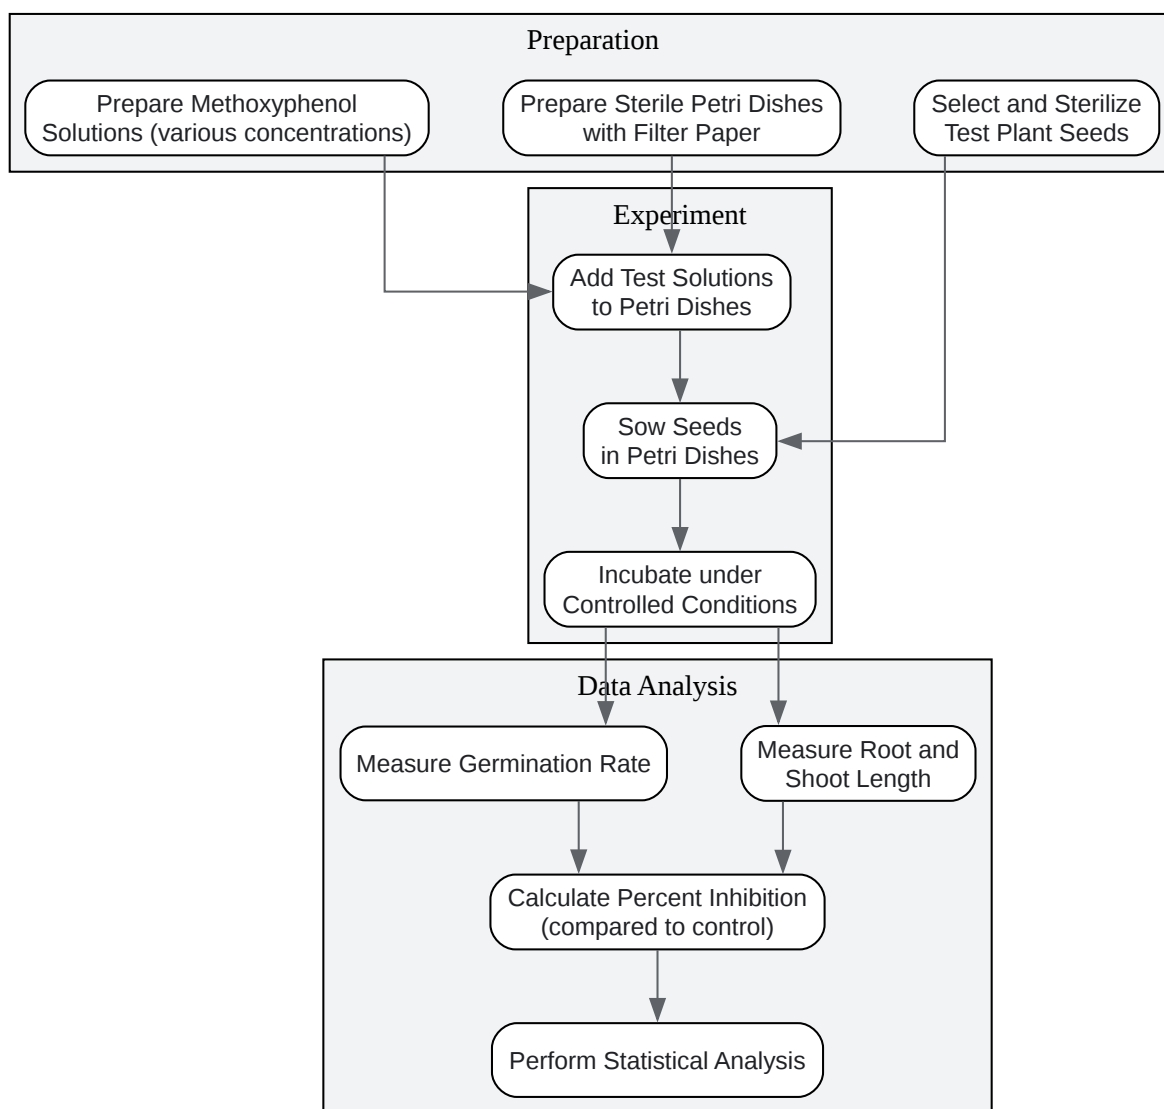 Preparation
Prepare Methoxyphenol
Solutions (various concentrations)
Prepare Sterile Petri Dishes
with Filter Paper
Select and Sterilize
Test Plant Seeds
Experiment
Add Test Solutions
to Petri Dishes
Sow Seeds
in Petri Dishes
Incubate under
Controlled Conditions
Data Analysis
Measure Germination Rate
Measure Root and
Shoot Length
Calculate Percent Inhibition
(compared to control)
Perform Statistical Analysis